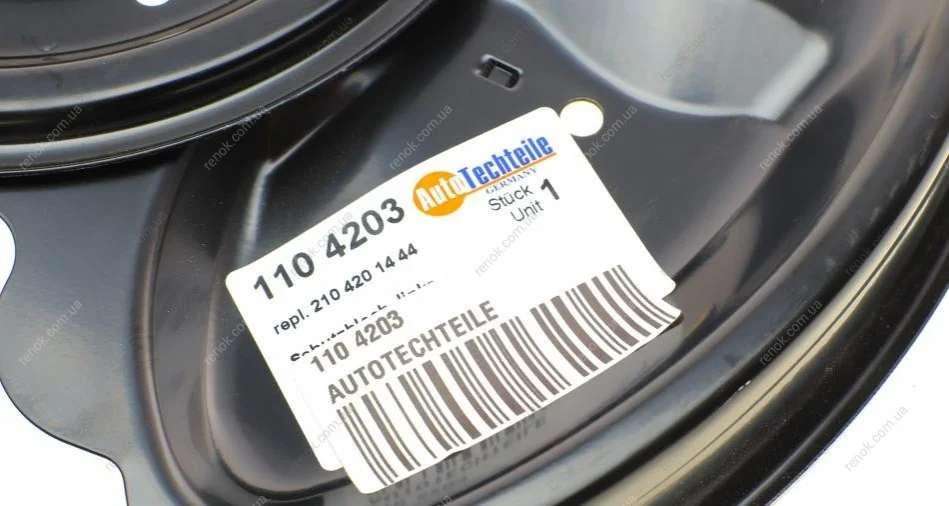 AutoTechteile
GERMANY
110 4203
Stück
Unit 1
repl. 210 420 14 44
110 4203
AUTOTECHTEILE
renok.com.ua